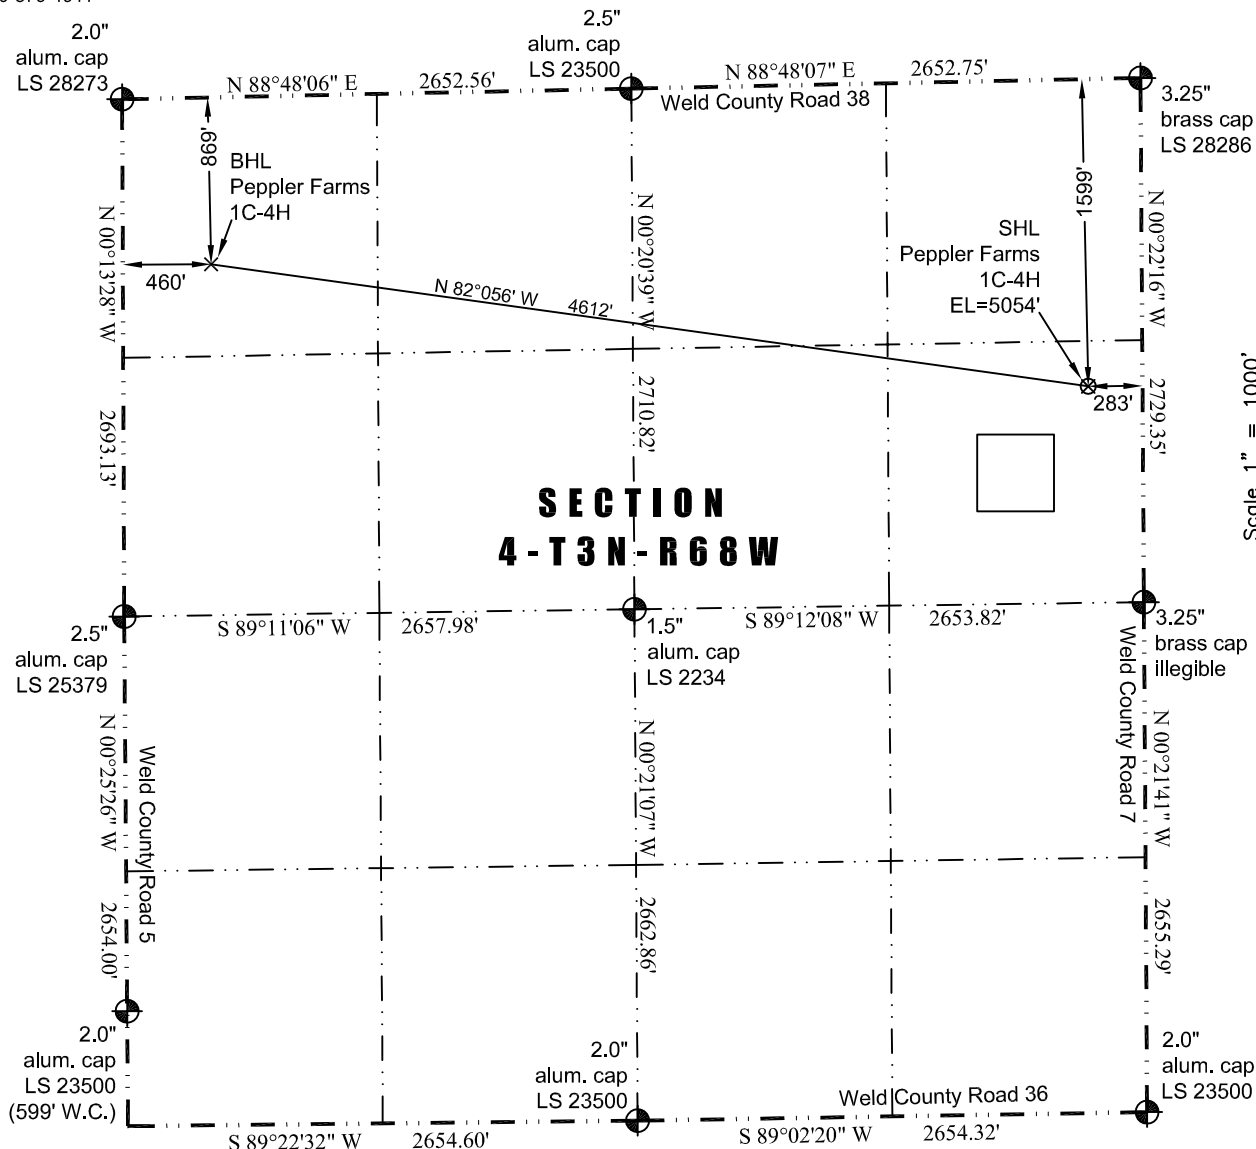 2.0"
alum. cap
LS 28273
2.5"
alum. cap
LS 23500
N 88°48'06" E 2652.56'
N 88°48'07" E 2652.75'
Weld County Road 38
3.25"
brass cap
LS 28286
869'
BHL
Peppler Farms
1C-4H
460'
1599'
SHL
Peppler Farms
1C-4H
EL=5054'
283'
N 82°056' W 4612'
N 00°13'28" W 2693.13'
N 00°20'39" W 2710.82'
N 00°22'16" W 2729.35'
Scale 1" = 1000'
SECTION
4-T3N-R68W
2.5"
alum. cap
LS 25379
S 89°11'06" W 2657.98'
1.5"
alum. cap
LS 2234
S 89°12'08" W 2653.82'
3.25"
brass cap
illegible
Weld County Road 7
N 00°25'26" W 2654.00'
Weld County Road 5
N 00°21'07" W 2662.86'
N 00°21'41" W 2655.29'
2.0"
alum. cap
LS 23500
(599' W.C.)
2.0"
alum. cap
LS 23500
Weld County Road 36
2.0"
alum. cap
LS 23500
S 89°22'32" W 2654.60'
S 89°02'20" W 2654.32'